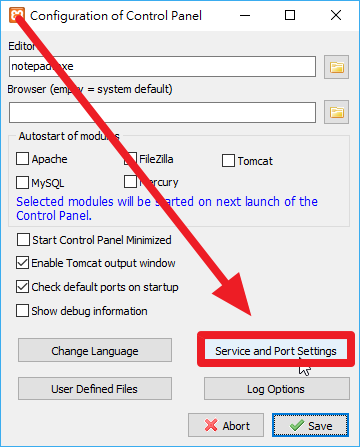 Configuration of Control Panel
Editor
notepad.exe
Browser (empty = system default)
Autostart of modules
Apache
FileZilla
Tomcat
MySQL
Mercury
Selected modules will be started on next launch of the
Control Panel.
Start Control Panel Minimized
Enable Tomcat output window
Check default ports on startup
Show debug information
Change Language
Service and Port Settings
User Defined Files
Log Options
Abort
Save